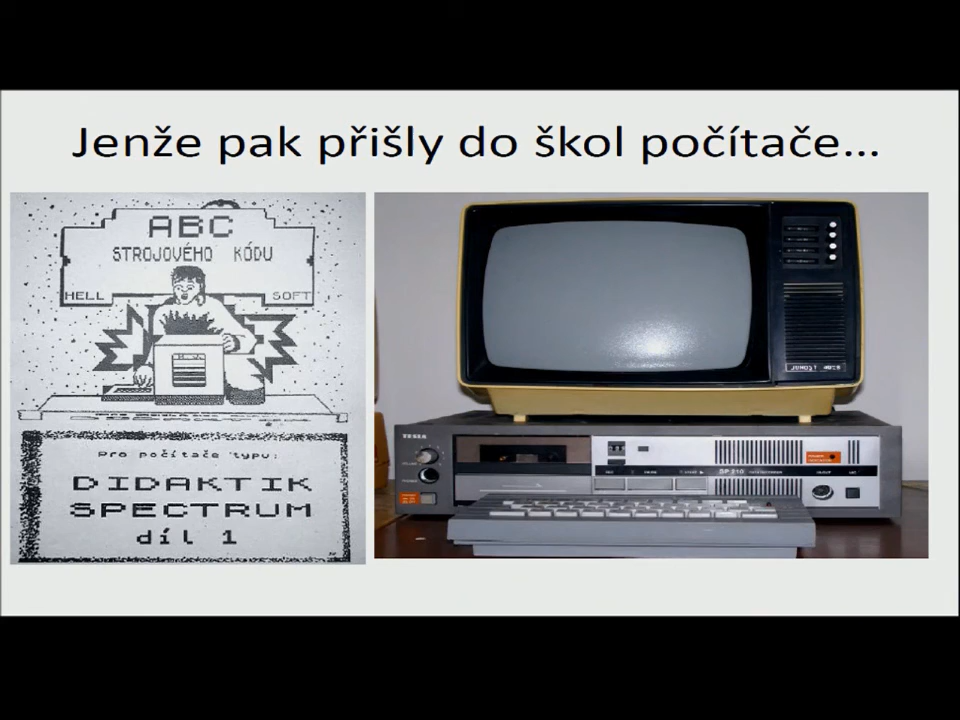 Jenže pak přišly do škol počítače...
ABC
STROJOVÉHO KÓDU
HELL SOFT
Pro počítače typu:
DIDAKTIK
SPECTRUM
díl 1
TESLA
SP 210